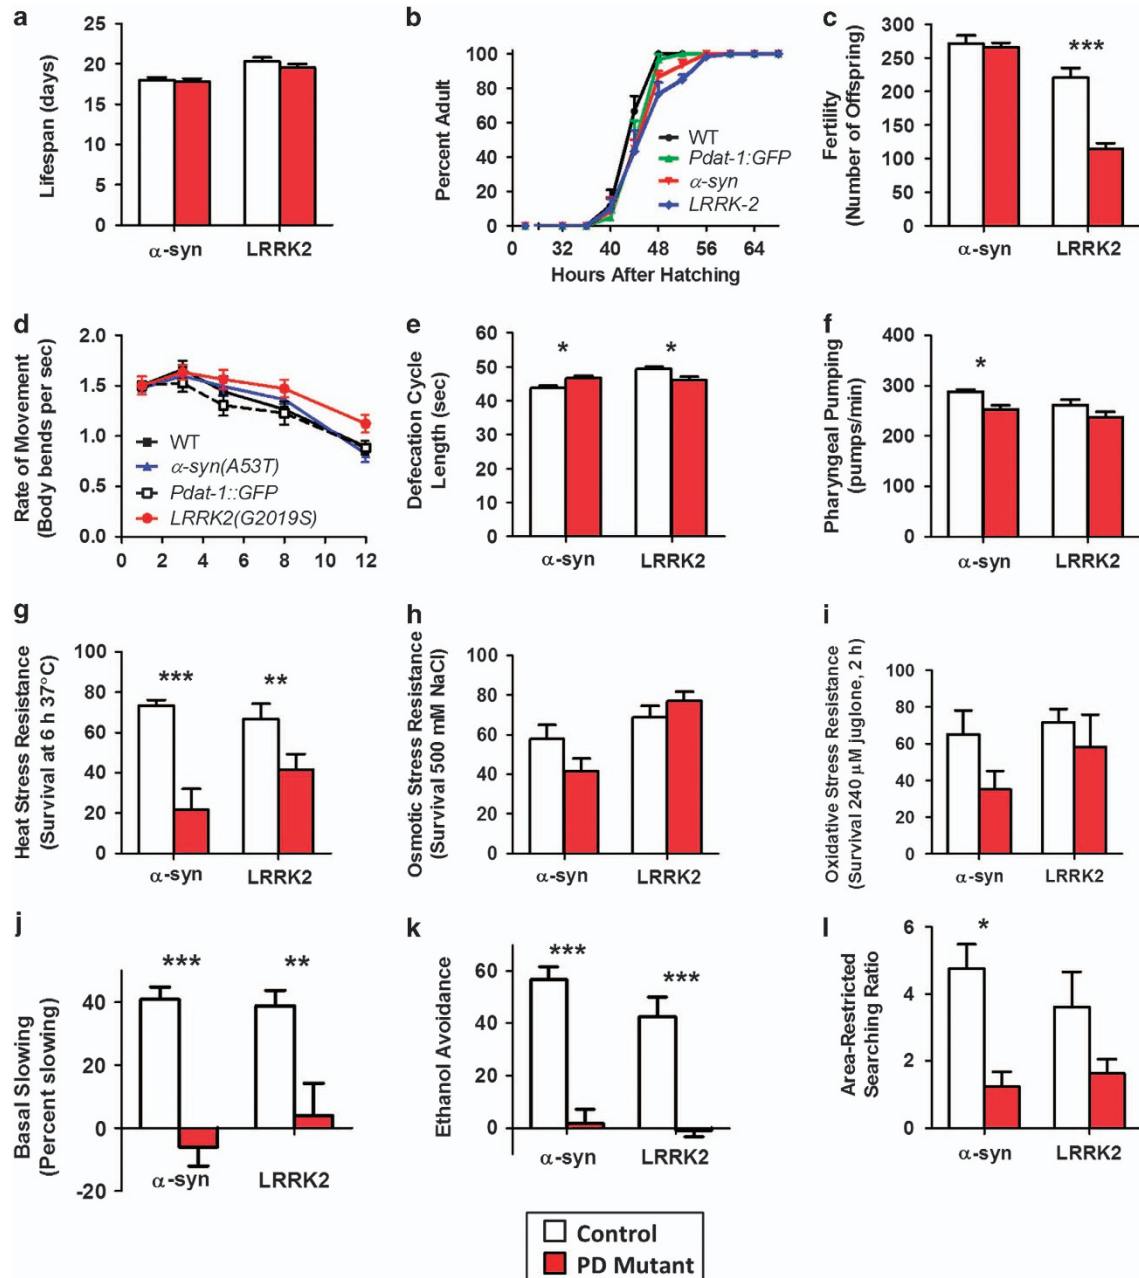 a
Lifespan (days)
25
20
15
10
5
0
α-syn
LRRK2
b
Percent Adult
100
80
60
40
20
0
WT
Pdat-1:GFP
α-syn
LRRK-2
0 32 40 48 56 64
Hours After Hatching
c
Fertility
(Number of Offspring)
300
250
200
150
100
50
0
***
α-syn
LRRK2
d
Rate of Movement
(Body bends per sec)
2.0
1.5
1.0
0.5
0.0
WT
α-syn(A53T)
Pdat-1::GFP
LRRK2(G2019S)
0 2 4 6 8 10 12
e
Defecation Cycle
Length (sec)
60
50
40
30
20
10
0
* *
α-syn
LRRK2
f
Pharyngeal Pumping
(pumps/min)
400
300
200
100
0
*
α-syn
LRRK2
g
Heat Stress Resistance
(Survival at 6 h 37°C)
100
80
60
40
20
0
*** **
α-syn
LRRK2
h
Osmotic Stress Resistance
(Survival 500 mM NaCl)
100
80
60
40
20
0
α-syn
LRRK2
i
Oxidative Stress Resistance
(Survival 240 μM juglone, 2 h)
100
80
60
40
20
0
α-syn
LRRK2
j
Basal Slowing
(Percent slowing)
40
20
0
-20
*** **
α-syn
LRRK2
k
Ethanol Avoidance
60
40
20
0
*** ***
α-syn
LRRK2
l
Area-Restricted
Searching Ratio
6
4
2
0
*
α-syn
LRRK2
Control
PD Mutant